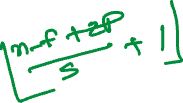 ⌊(n-f+2P)/s + 1⌋